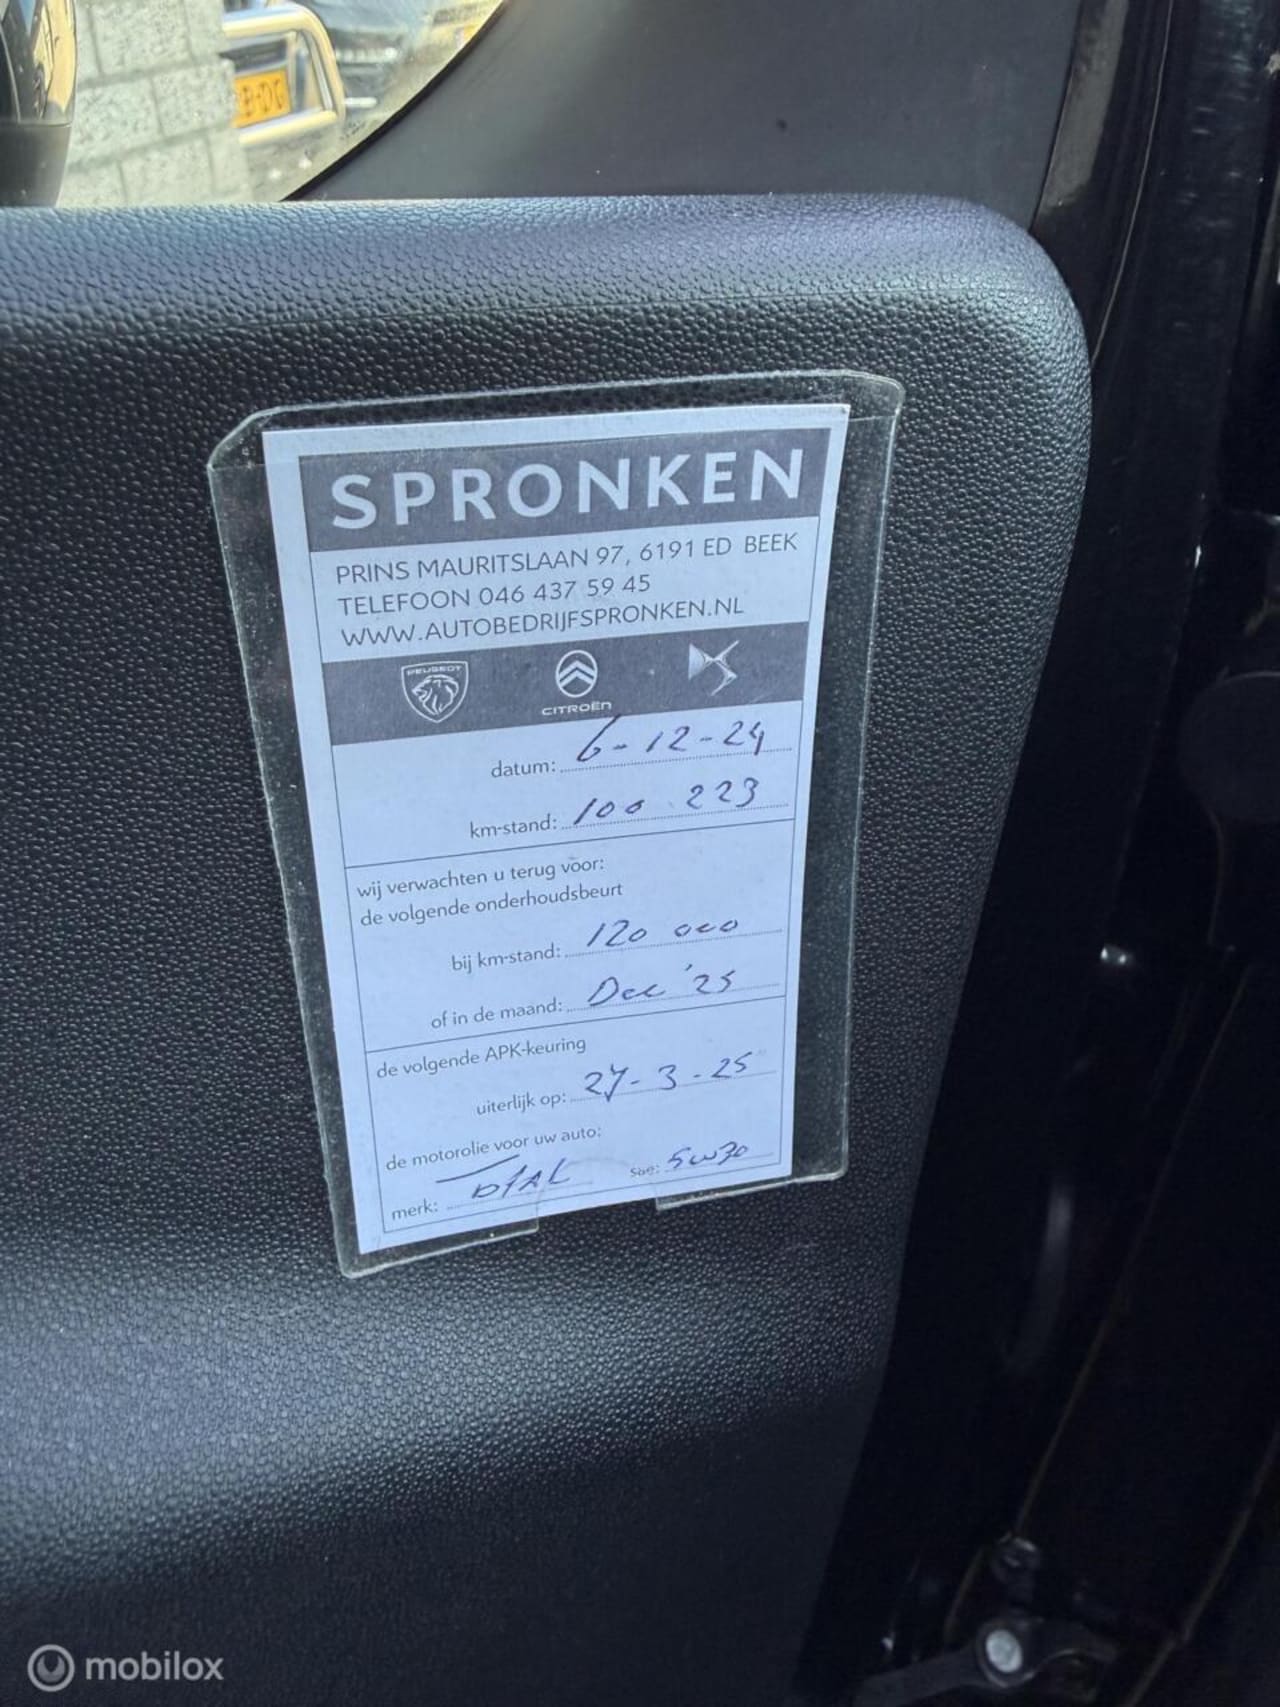 B-DG
SPRONKEN
PRINS MAURITSLAAN 97, 6191 ED BEEK
TELEFOON 046 437 59 45
WWW.AUTOBEDRIJFSPRONKEN.NL
PEUGEOT
CITROËN
datum: 6-12-24
km-stand: 100 223
wij verwachten u terug voor:
de volgende onderhoudsbeurt
bij km-stand: 120 000
of in de maand: Dec '25
de volgende APK-keuring
uiterlijk op: 27-3-25
de motorolie voor uw auto:
merk: TOTAL sae: 5W30
mobilox